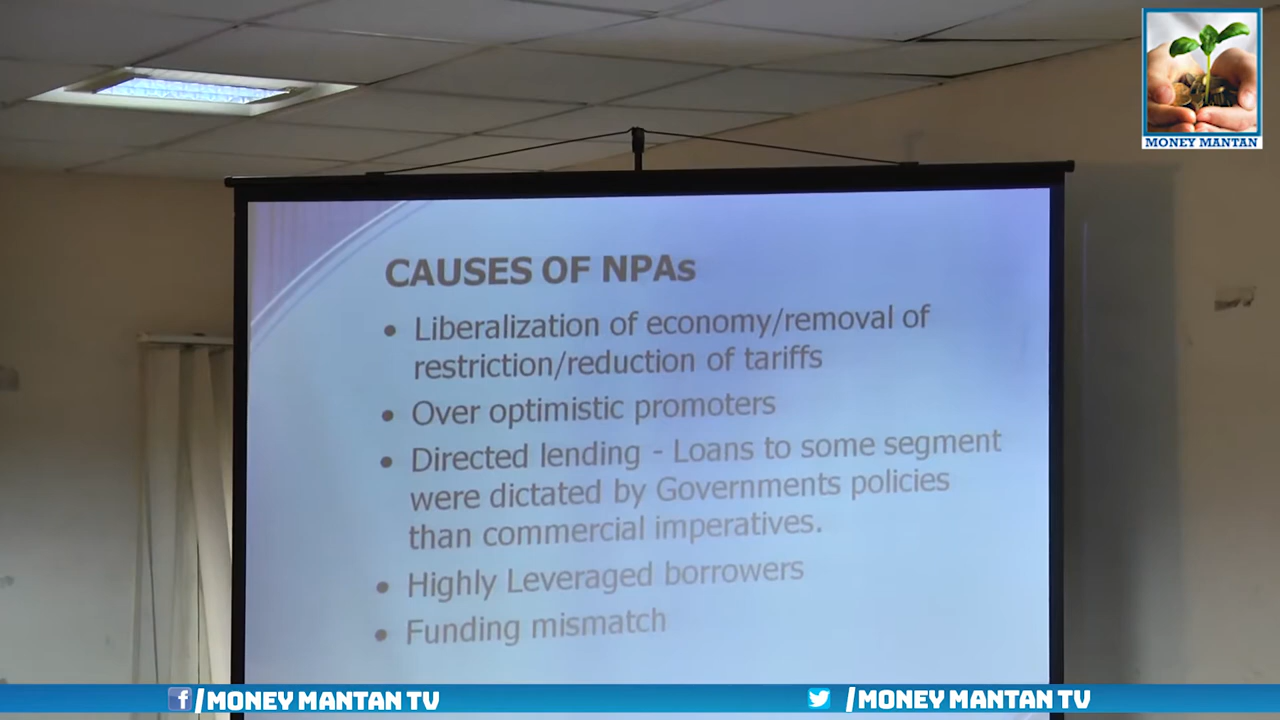 MONEY MANTAN
CAUSES OF NPAs
• Liberalization of economy/removal of
restriction/reduction of tariffs
• Over optimistic promoters
• Directed lending - Loans to some segment
were dictated by Governments policies
than commercial imperatives.
• Highly Leveraged borrowers
• Funding mismatch
f/MONEY MANTAN TV
/MONEY MANTAN TV